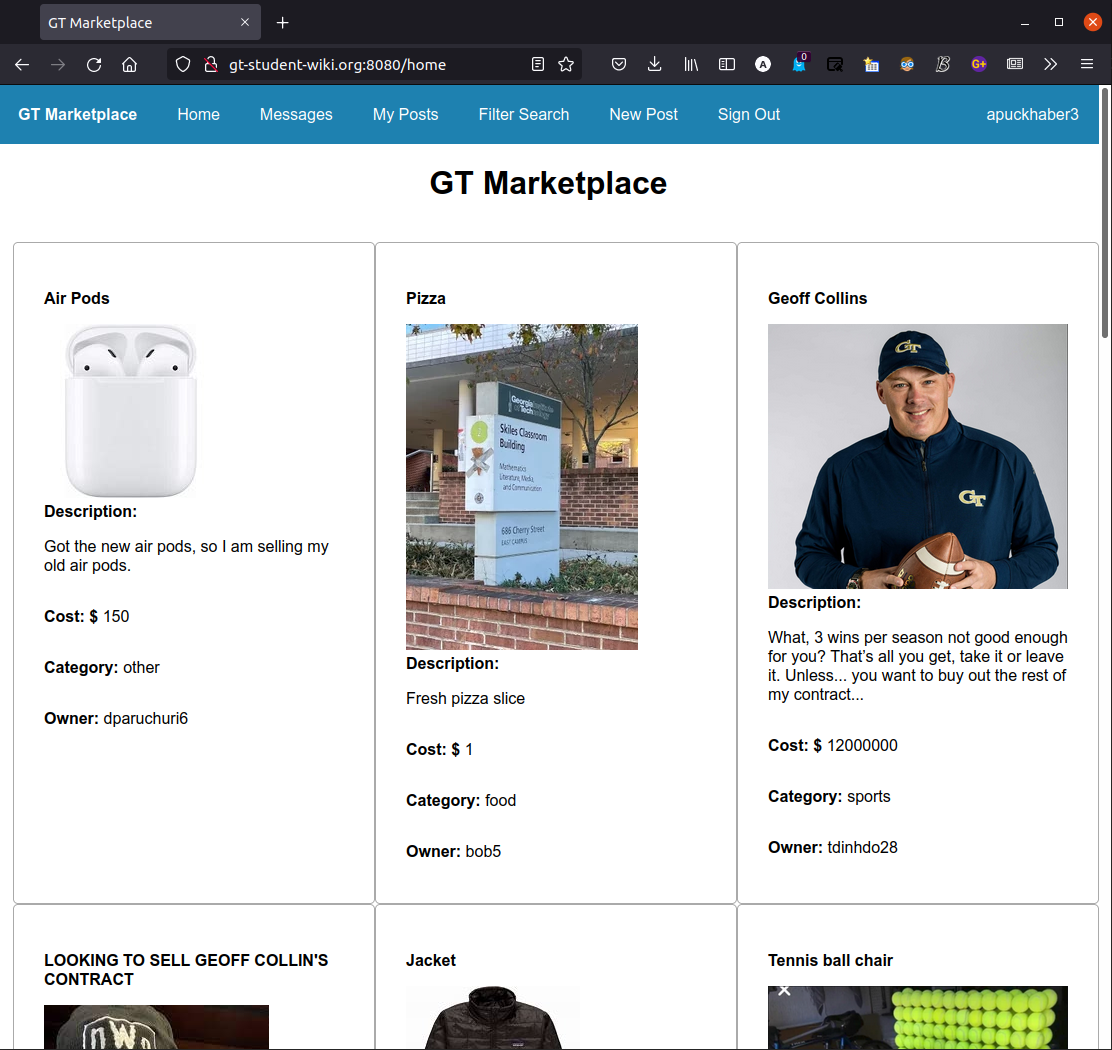 GT Marketplace
gt-student-wiki.org:8080/home
0
A
G+
GT Marketplace
Home
Messages
My Posts
Filter Search
New Post
Sign Out
apuckhaber3
GT Marketplace
Air Pods
Description:
Got the new air pods, so I am selling my
old air pods.
Cost: $ 150
Category: other
Owner: dparuchuri6
Pizza
Georgia Institute
of Technology
Skiles Classroom
Building
Mathematics
Literature, Media,
and Communication
686 Cherry Street
EAST CAMPUS
Description:
Fresh pizza slice
Cost: $ 1
Category: food
Owner: bob5
Geoff Collins
GT
GT
Description:
What, 3 wins per season not good enough
for you? That’s all you get, take it or leave
it. Unless... you want to buy out the rest of
my contract...
Cost: $ 12000000
Category: sports
Owner: tdinhdo28
LOOKING TO SELL GEOFF COLLIN'S
CONTRACT
Jacket
Tennis ball chair